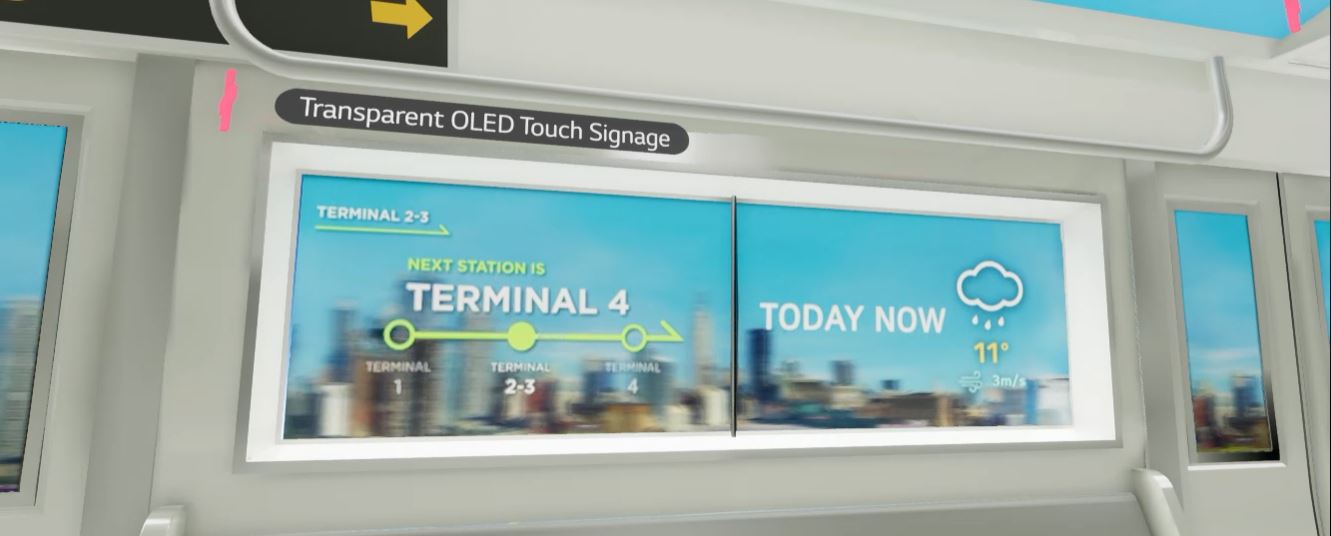 Transparent OLED Touch Signage
TERMINAL 2-3
NEXT STATION IS
TERMINAL 4
TERMINAL
1
TERMINAL
2-3
TERMINAL
4
TODAY NOW
11°
3m/s